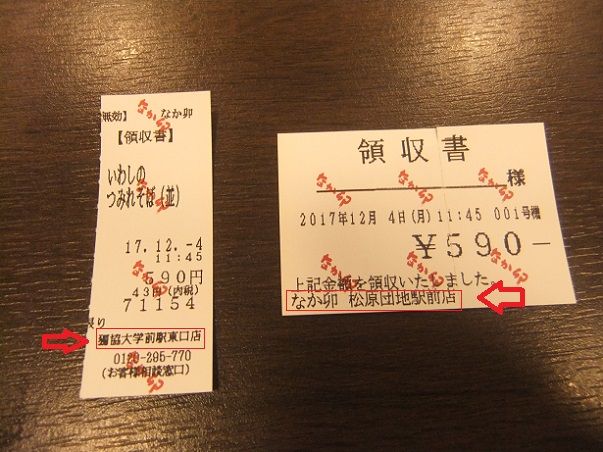 無効】 なか卯
【領収書】
いわしの
つみれそば(並)
17.12.-4
11:45
590円
43円(内税)
71154
限り
獨協大学前駅東口店
0120-295-770
(お客様相談窓口)
領収書
様
2017年12月 4日(月)11:45 001号機
¥590-
上記金額を領収いたしました。
なか卯 松原団地駅前店